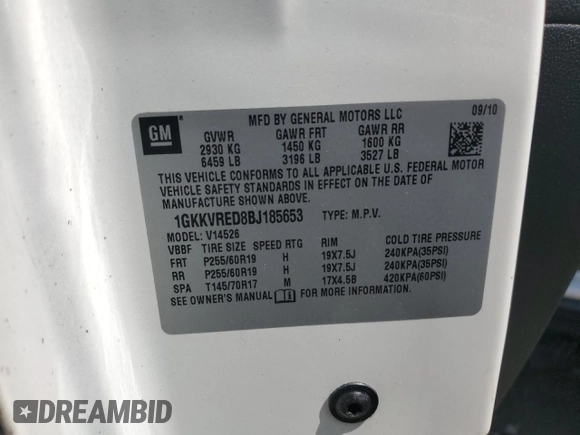 MFD BY GENERAL MOTORS LLC 09/10
GM
GVWR GAWR FRT GAWR RR
2930 KG 1450 KG 1600 KG
6459 LB 3196 LB 3527 LB
THIS VEHICLE CONFORMS TO ALL APPLICABLE U.S. FEDERAL MOTOR
VEHICLE SAFETY STANDARDS IN EFFECT ON THE DATE OF
MANUFACTURE SHOWN ABOVE.
1GKKVRED8BJ185653 TYPE: M.P.V.
MODEL: V14526
VBBF TIRE SIZE SPEED RTG RIM COLD TIRE PRESSURE
FRT P255/60R19 H 19X7.5J 240KPA(35PSI)
RR P255/60R19 H 19X7.5J 240KPA(35PSI)
SPA T145/70R17 M 17X4.5B 420KPA(60PSI)
SEE OWNER'S MANUAL FOR MORE INFORMATION.
DREAMBID